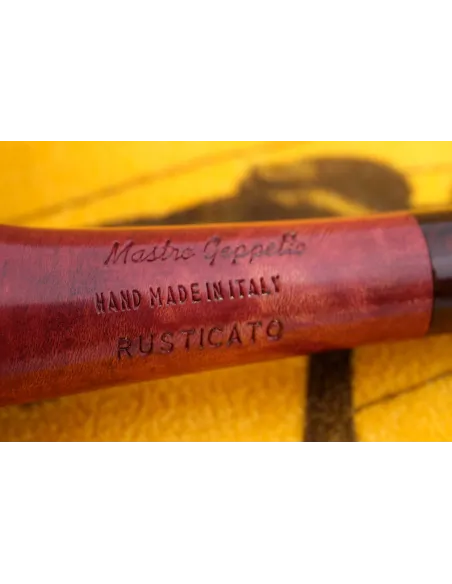 Mastro Geppetto
HAND MADE IN ITALY
RUSTICATO